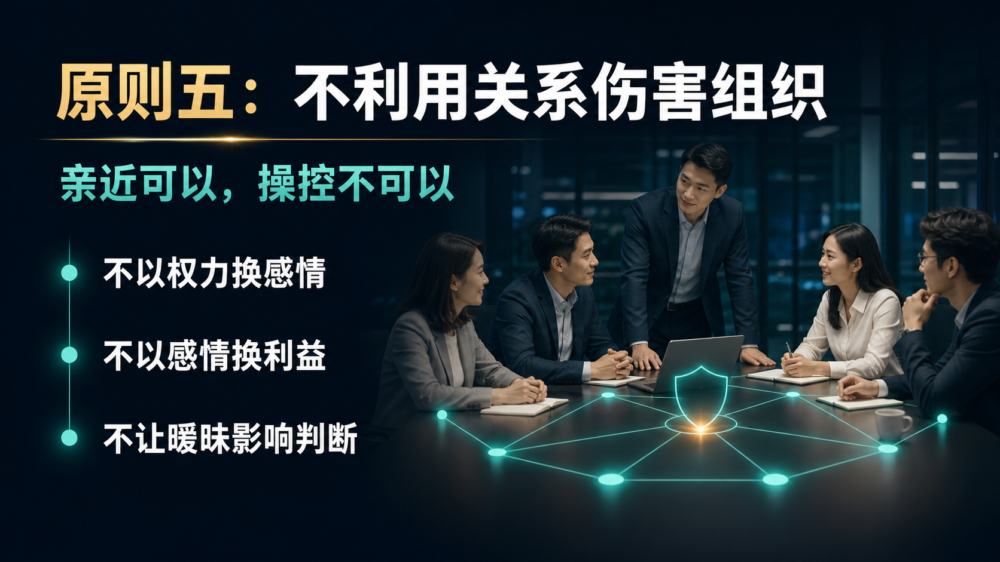 原则五：不利用关系伤害组织
亲近可以，操控不可以
不以权力换感情
不以感情换利益
不让暧昧影响判断